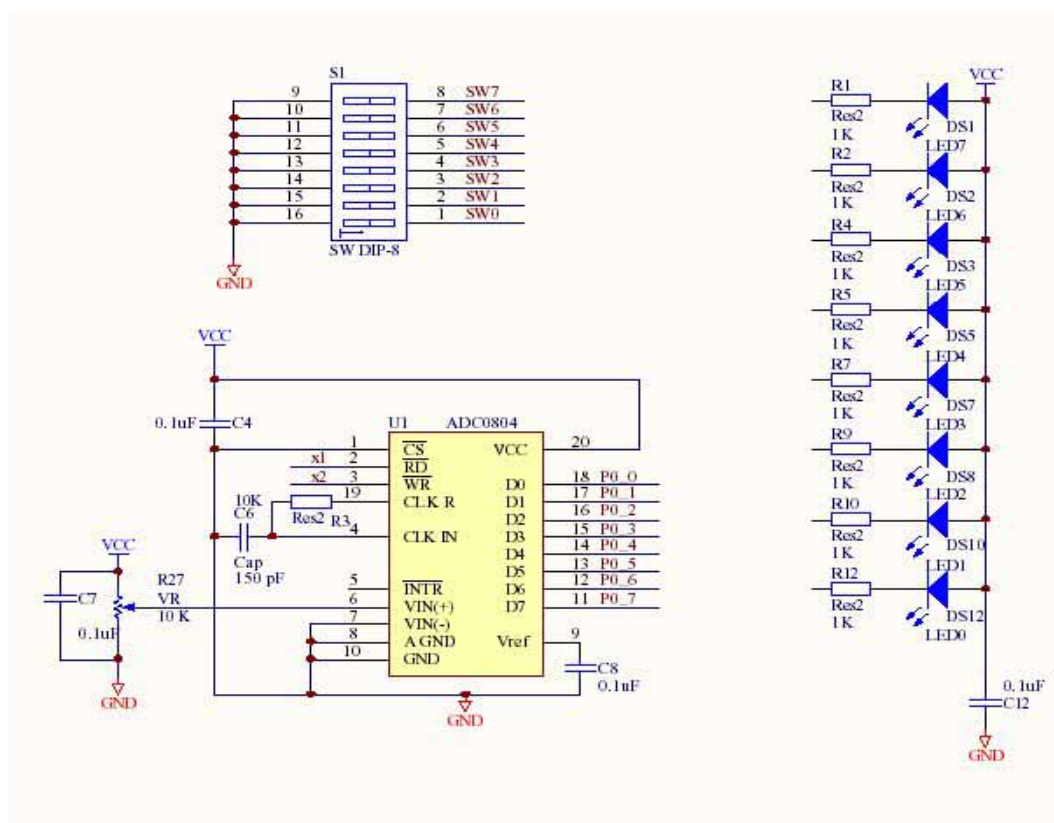 S1
9 8 SW7
10 7 SW6
11 6 SW5
12 5 SW4
13 4 SW3
14 3 SW2
15 2 SW1
16 1 SW0
SW DIP-8
GND
VCC
0.1uF C4
U1 ADC0804
1 CS VCC 20
x1 2 RD
x2 3 WR D0 18 P0_0
19 CLK R D1 17 P0_1
D2 16 P0_2
4 CLK IN D3 15 P0_3
D4 14 P0_4
D5 13 P0_5
5 INTR D6 12 P0_6
6 VIN(+) D7 11 P0_7
7 VIN(-)
8 A GND Vref 9
10 GND
10K
C6
Res2 R3
Cap
150 pF
VCC
C7
0.1uF
R27
VR
10 K
GND
C8
0.1uF
GND
VCC
R1
Res2
1K
DS1
LED7
R2
Res2
1K
DS2
LED6
R4
Res2
1K
DS3
LED5
R5
Res2
1K
DS5
LED4
R7
Res2
1K
DS7
LED3
R9
Res2
1K
DS8
LED2
R10
Res2
1K
DS10
LED1
R12
Res2
1K
DS12
LED0
0.1uF
C12
GND